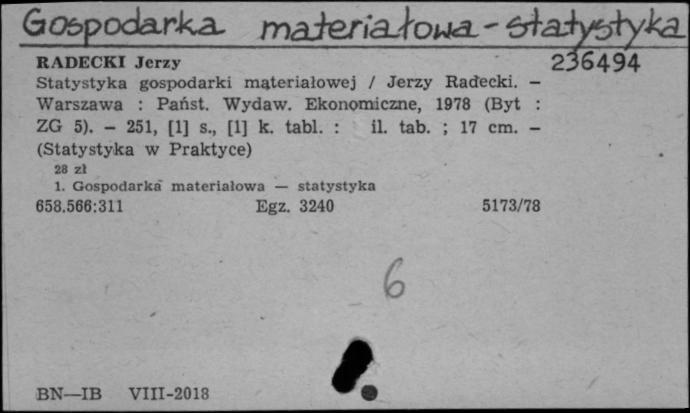 Gospodarka materiałowa - statystyka
RADECKI Jerzy 236494
Statystyka gospodarki materiałowej / Jerzy Radecki. —
Warszawa : Państ. Wydaw. Ekonomiczne, 1978 (Byt :
ZG 5). — 251, [1] s., [1] k. tabl. : il. tab. ; 17 cm. —
(Statystyka w Praktyce)
28 zł
1. Gospodarka materiałowa — statystyka
658.566:311 Egz. 3240 5173/78
6
BN—IB VIII-2018